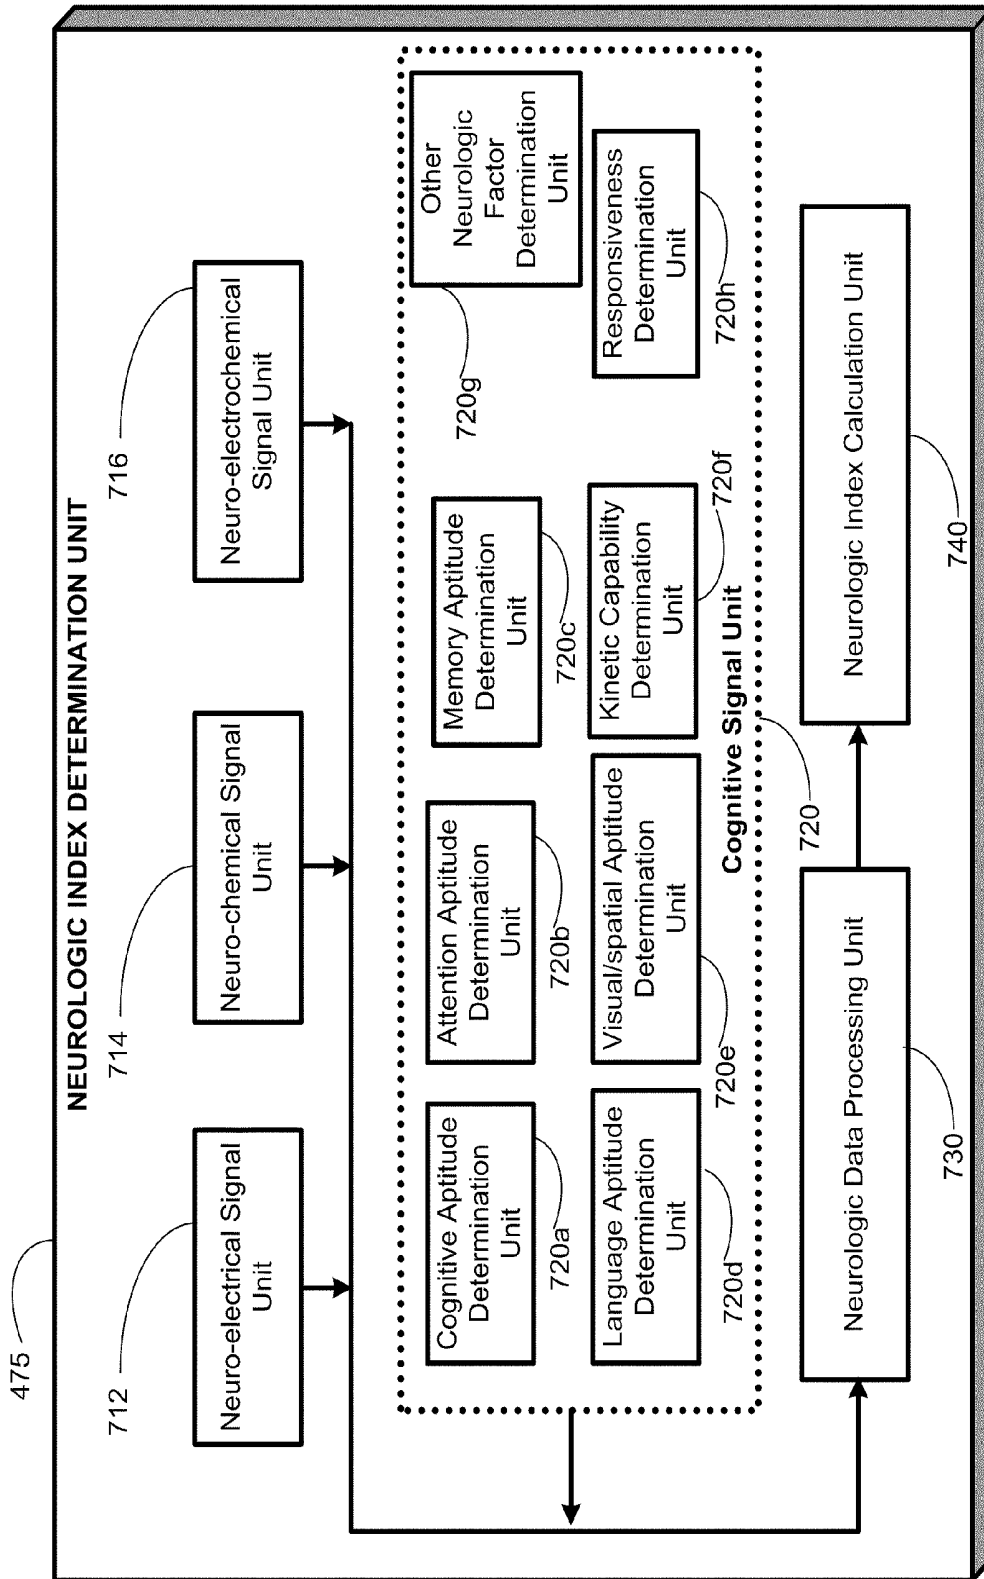 475
NEUROLOGIC INDEX DETERMINATION UNIT
712
Neuro-electrical Signal
Unit
714
Neuro-chemical Signal
Unit
716
Neuro-electrochemical
Signal Unit
Cognitive Aptitude
Determination
Unit
720a
Attention Aptitude
Determination
Unit
720b
Memory Aptitude
Determination
Unit
720c
Other
Neurologic
Factor
Determination
Unit
720g
Language Aptitude
Determination
Unit
720d
Visual/spatial Aptitude
Determination
Unit
720e
Kinetic Capability
Determination
Unit
720f
Responsiveness
Determination
Unit
720h
Cognitive Signal Unit
720
Neurologic Data Processing Unit
730
Neurologic Index Calculation Unit
740